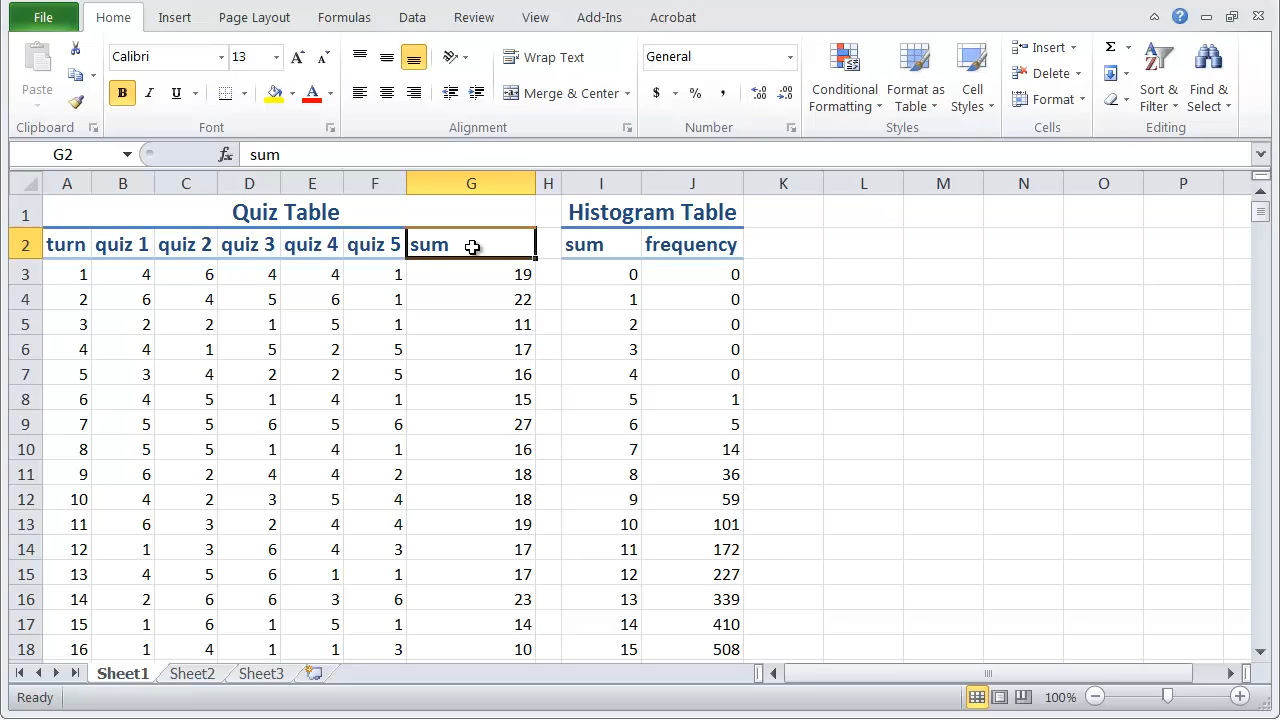 File Home Insert Page Layout Formulas Data Review View Add-Ins Acrobat
Calibri 13 A A Wrap Text General Insert
Paste Conditional Formatting Format as Table Cell Styles Delete Sort & Filter Find & Select
B I U A Merge & Center $ % , .0 .00 .00 .0 Format
Clipboard Font Alignment Number Styles Cells Editing
G2 fx sum
A B C D E F G H I J K L M N O P
1 Quiz Table Histogram Table
2 turn quiz 1 quiz 2 quiz 3 quiz 4 quiz 5 sum sum frequency
3 1 4 6 4 4 1 19 0 0
4 2 6 4 5 6 1 22 1 0
5 3 2 2 1 5 1 11 2 0
6 4 4 1 5 2 5 17 3 0
7 5 3 4 2 2 5 16 4 0
8 6 4 5 1 4 1 15 5 1
9 7 5 5 6 5 6 27 6 5
10 8 5 5 1 4 1 16 7 14
11 9 6 2 4 4 2 18 8 36
12 10 4 2 3 5 4 18 9 59
13 11 6 3 2 4 4 19 10 101
14 12 1 3 6 4 3 17 11 172
15 13 4 5 6 1 1 17 12 227
16 14 2 6 6 3 6 23 13 339
17 15 1 6 1 5 1 14 14 410
18 16 1 4 1 1 3 10 15 508
Sheet1 Sheet2 Sheet3
Ready 100%